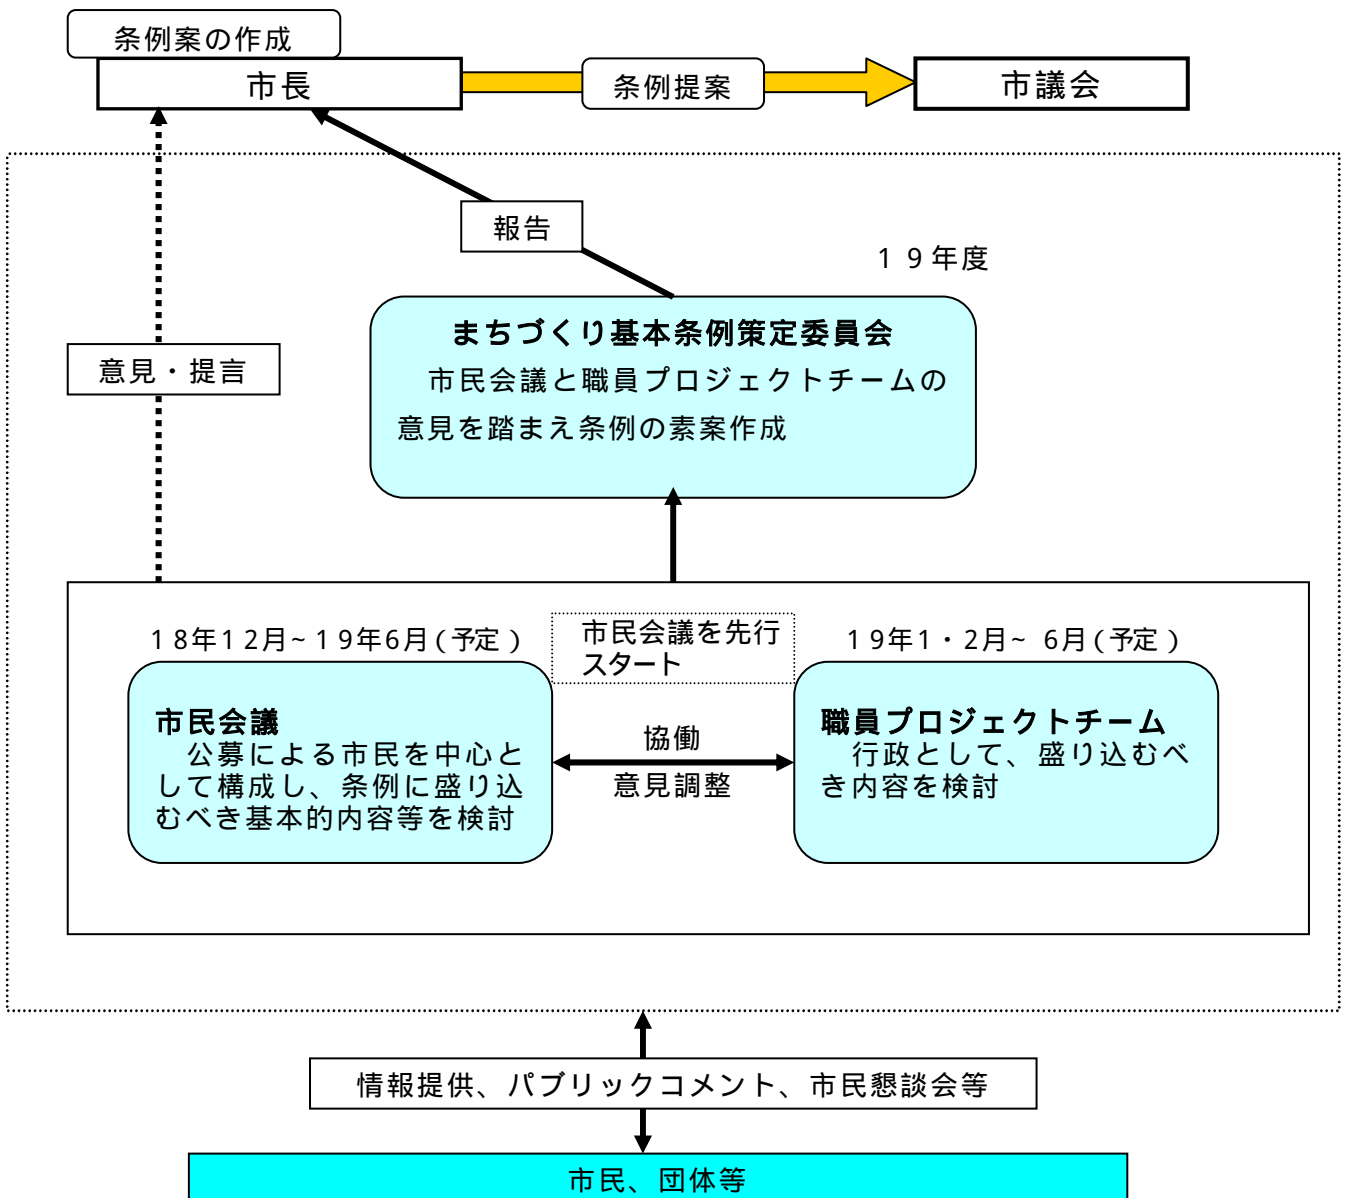 条例案の作成
市長
条例提案
市議会
報告
19年度
まちづくり基本条例策定委員会
市民会議と職員プロジェクトチームの
意見を踏まえ条例の素案作成
意見・提言
18年12月~19年6月(予定)
市民会議を先行
スタート
19年1・2月~ 6月(予定)
市民会議
公募による市民を中心と
して構成し、条例に盛り込
むべき基本的内容等を検討
協働
意見調整
職員プロジェクトチーム
行政として、盛り込むべ
き内容を検討
情報提供、パブリックコメント、市民懇談会等
市民、団体等